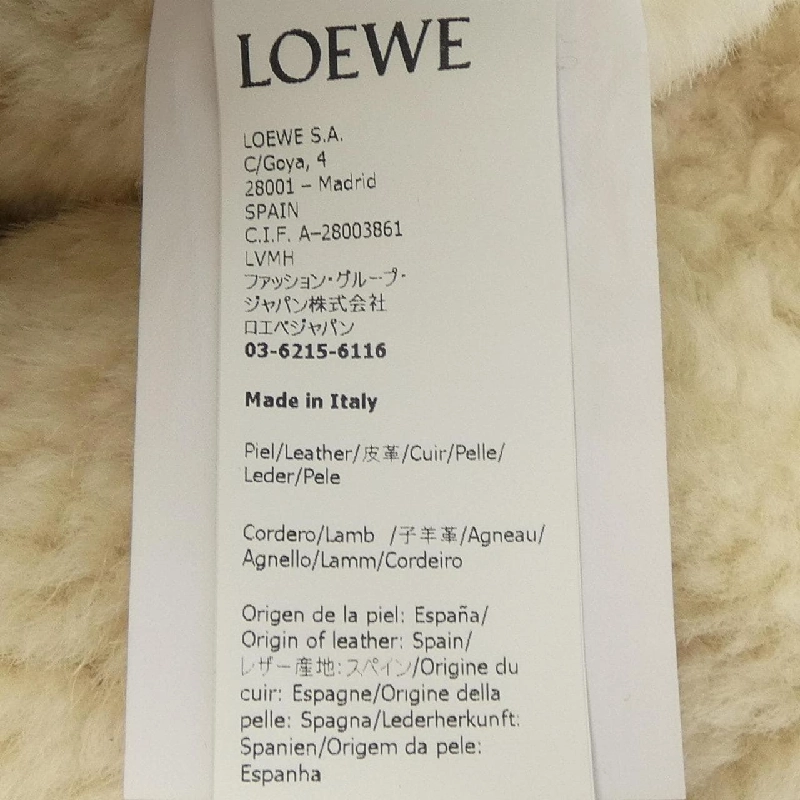 LOEWE
LOEWE S.A.
C/Goya, 4
28001 – Madrid
SPAIN
C.I.F. A–28003861
LVMH
ファッション・グループ・
ジャパン株式会社
ロエベジャパン
03-6215-6116
Made in Italy
Piel/Leather/皮革/Cuir/Pelle/
Leder/Pele
Cordero/Lamb /子羊革/Agneau/
Agnello/Lamm/Cordeiro
Origen de la piel: España/
Origin of leather: Spain/
レザー産地: スペイン/Origine du
cuir: Espagne/Origine della
pelle: Spagna/Lederherkunft:
Spanien/Origem da pele:
Espanha